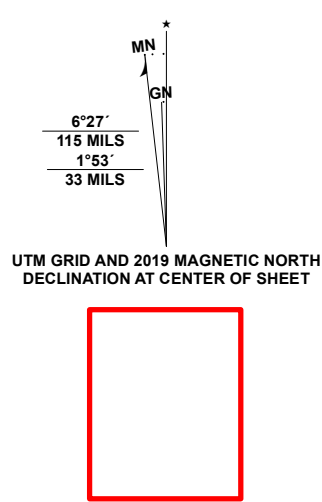 MN
GN
6°27´
115 MILS
1°53´
33 MILS
UTM GRID AND 2019 MAGNETIC NORTH
DECLINATION AT CENTER OF SHEET